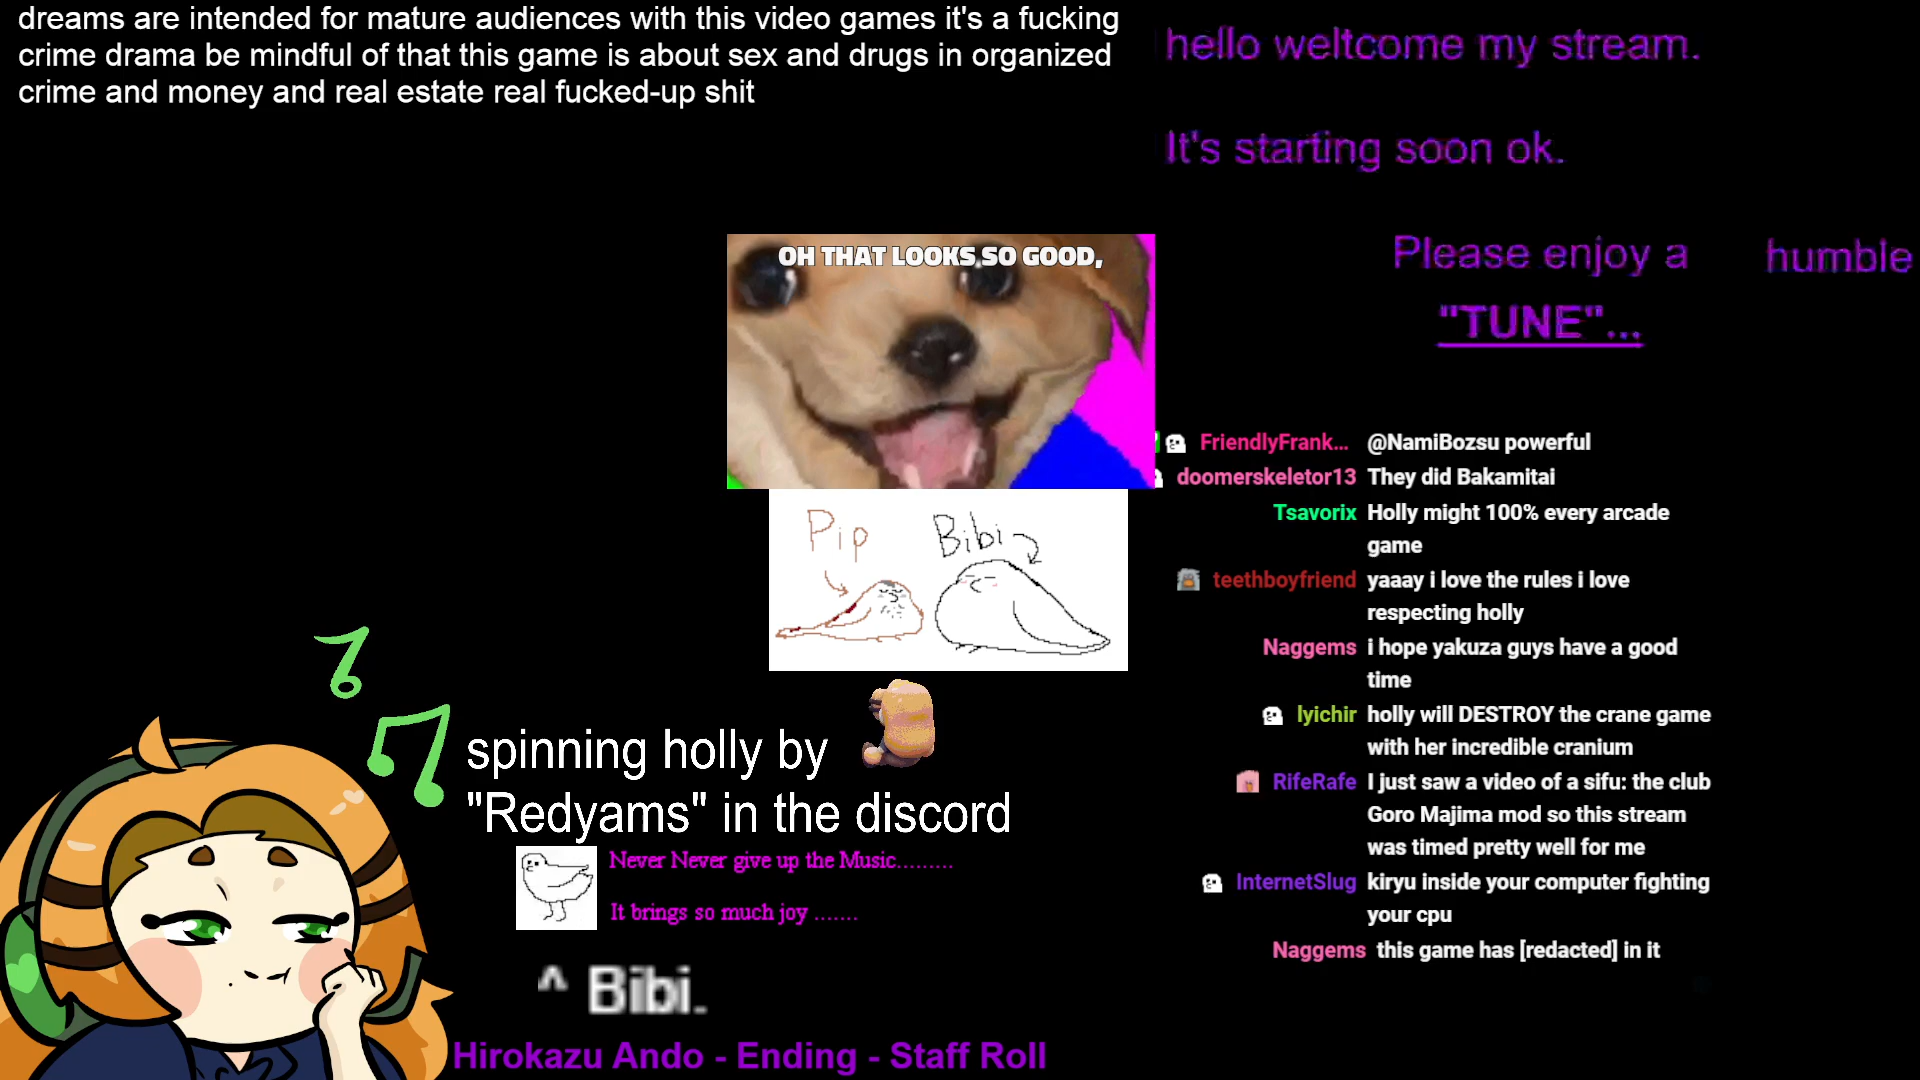 dreams are intended for mature audiences with this video games it's a fucking
crime drama be mindful of that this game is about sex and drugs in organized
crime and money and real estate real fucked-up shit
hello weltcome my stream.
It's starting soon ok.
Please enjoy a humble
"TUNE"...
OH THAT LOOKS SO GOOD,
Pip Bibi
FriendlyFrank... @NamiBozsu powerful
doomerskeletor13 They did Bakamitai
Tsavorix Holly might 100% every arcade
game
teethboyfriend yaaay i love the rules i love
respecting holly
Naggems i hope yakuza guys have a good
time
lyichir holly will DESTROY the crane game
with her incredible cranium
RifeRafe I just saw a video of a sifu: the club
Goro Majima mod so this stream
was timed pretty well for me
InternetSlug kiryu inside your computer fighting
your cpu
Naggems this game has [redacted] in it
spinning holly by
"Redyams" in the discord
Never Never give up the Music.........
It brings so much joy .......
^ Bibi.
Hirokazu Ando - Ending - Staff Roll